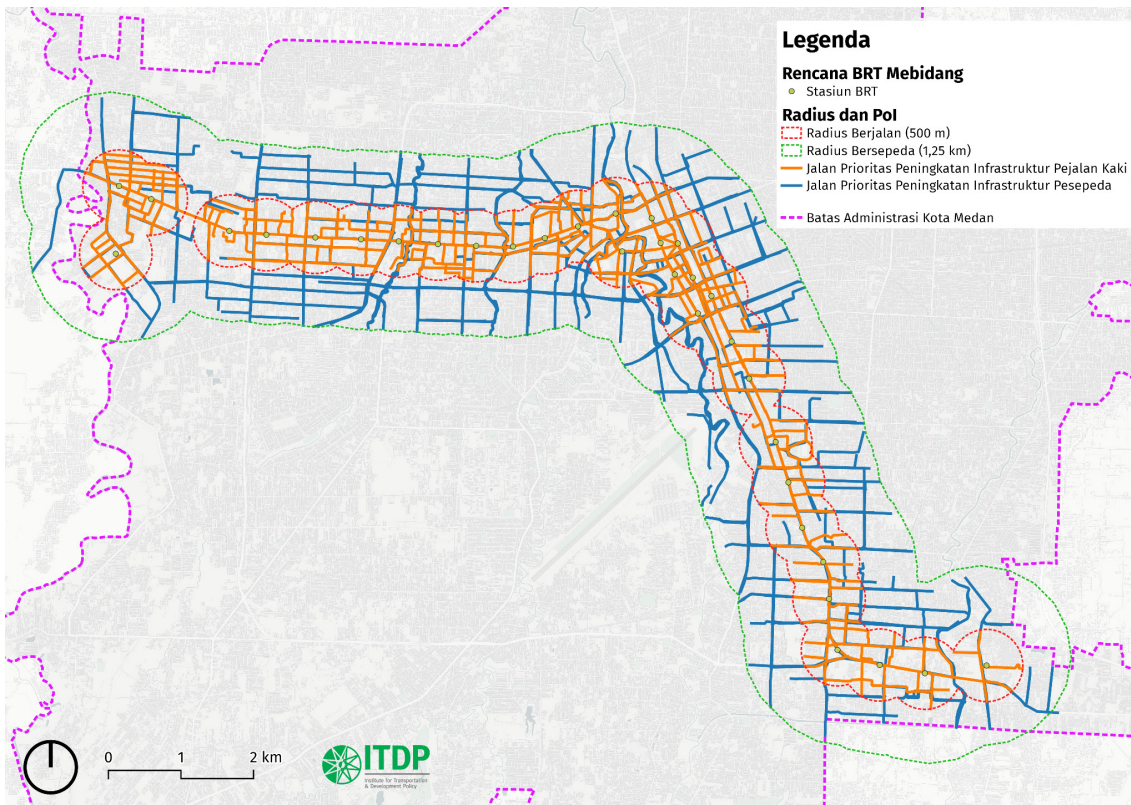 Legenda
Rencana BRT Mebidang
Stasiun BRT
Radius dan PoI
Radius Berjalan (500 m)
Radius Bersepeda (1,25 km)
Jalan Prioritas Peningkatan Infrastruktur Pejalan Kaki
Jalan Prioritas Peningkatan Infrastruktur Pesepeda
Batas Administrasi Kota Medan
0 1 2 km
ITDP
Institute for Transportation
& Development Policy